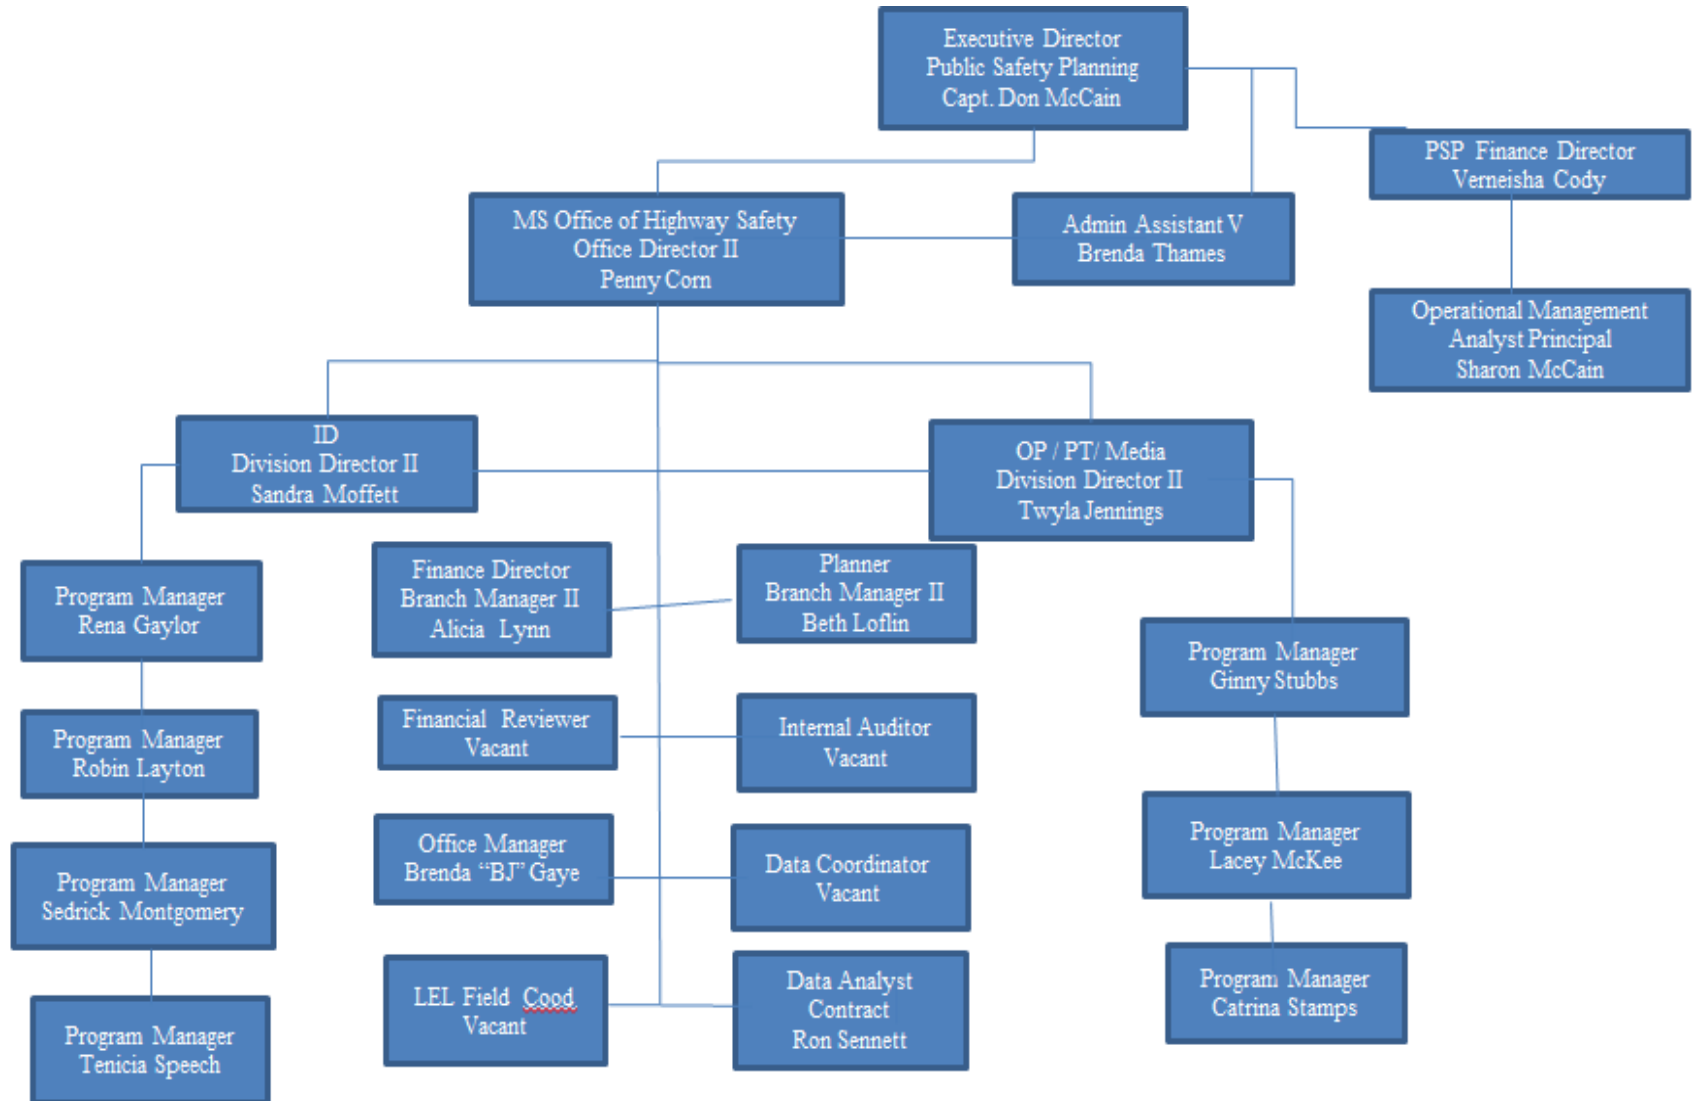 Executive Director
Public Safety Planning
Capt. Don McCain
PSP Finance Director
Verneisha Cody
MS Office of Highway Safety
Office Director II
Penny Corn
Admin Assistant V
Brenda Thames
Operational Management
Analyst Principal
Sharon McCain
ID
Division Director II
Sandra Moffett
OP / PT/ Media
Division Director II
Twyla Jennings
Finance Director
Branch Manager II
Alicia Lynn
Planner
Branch Manager II
Beth Loflin
Program Manager
Rena Gaylor
Program Manager
Ginny Stubbs
Financial Reviewer
Vacant
Internal Auditor
Vacant
Program Manager
Robin Layton
Program Manager
Lacey McKee
Office Manager
Brenda “BJ” Gaye
Data Coordinator
Vacant
Program Manager
Sedrick Montgomery
LEL Field Cood
Vacant
Data Analyst
Contract
Ron Sennett
Program Manager
Catrina Stamps
Program Manager
Tenicia Speech